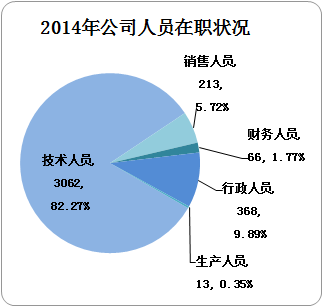 2014年公司人员在职状况
销售人员,
213,
5.72%
财务人员,
66, 1.77%
技术人员,
3062,
82.27%
行政人员,
368,
9.89%
生产人员,
13, 0.35%